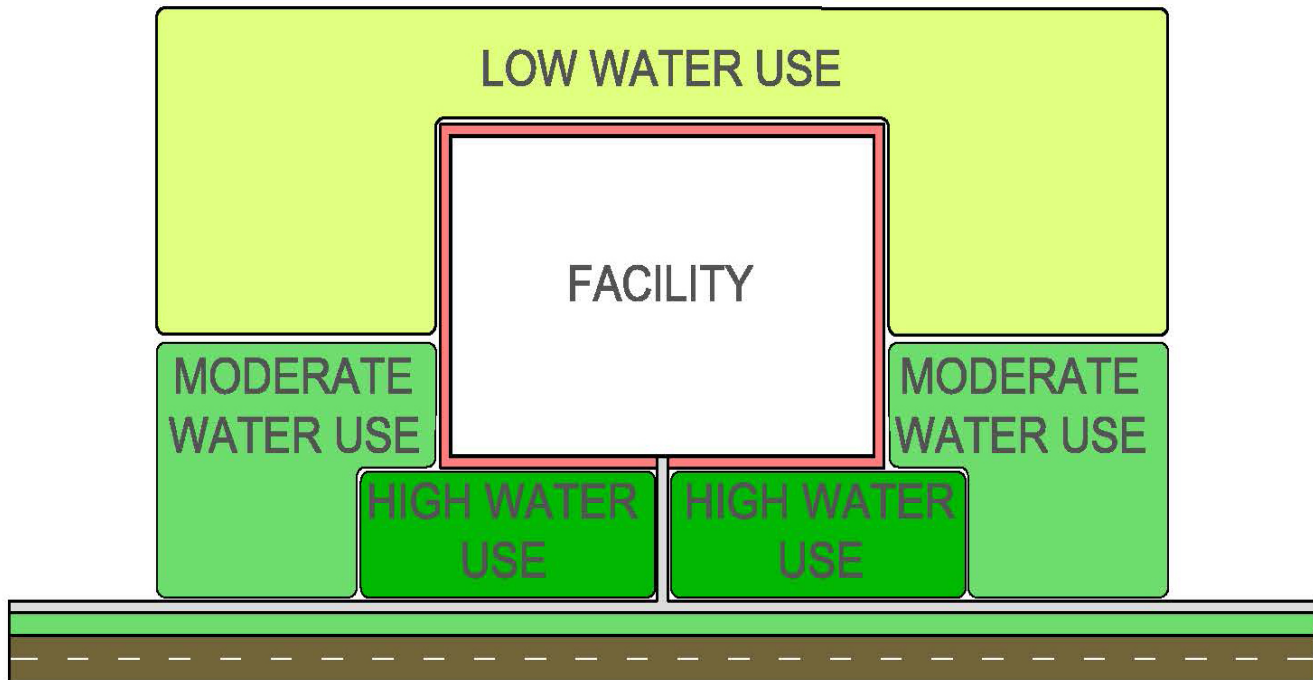 LOW WATER USE
FACILITY
MODERATE
WATER USE
MODERATE
WATER USE
HIGH WATER
USE
HIGH WATER
USE